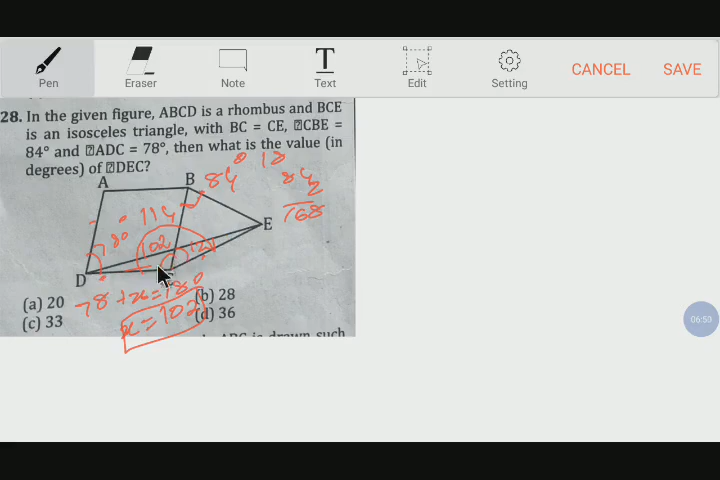 Pen Eraser Note Text Edit Setting CANCEL SAVE
28. In the given figure, ABCD is a rhombus and BCE
is an isosceles triangle, with BC = CE, ⍰CBE =
84° and ⍰ADC = 78°, then what is the value (in
degrees) of ⍰DEC?
84° 18
84
2
168
A B
114
78° 102 12
E
D
78 + x = 180
x = 102
(a) 20 (b) 28
(c) 33 (d) 36
06:50